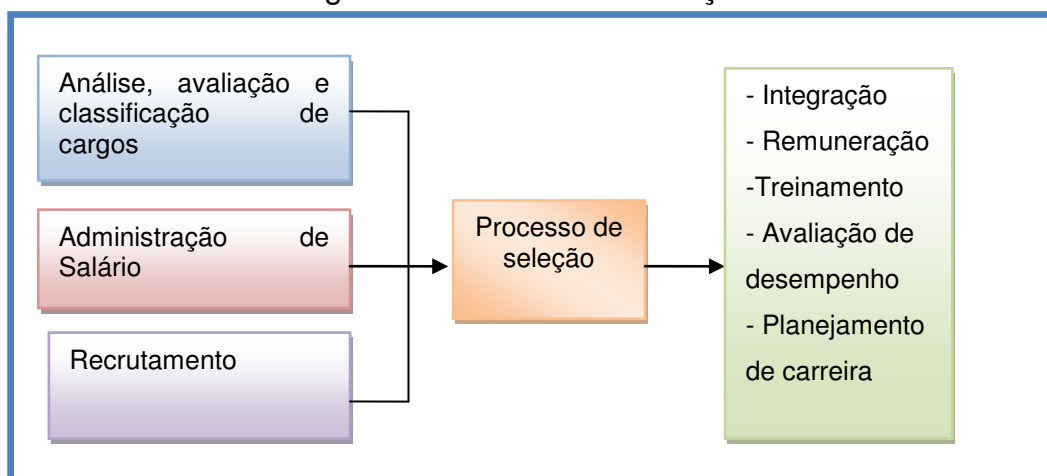 Análise, avaliação e
classificação de
cargos
Administração de
Salário
Recrutamento
Processo de
seleção
- Integração
- Remuneração
-Treinamento
- Avaliação de
desempenho
- Planejamento
de carreira